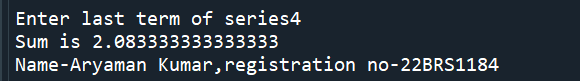 Enter last term of series4
Sum is 2.083333333333333
Name-Aryaman Kumar,registration no-22BRS1184